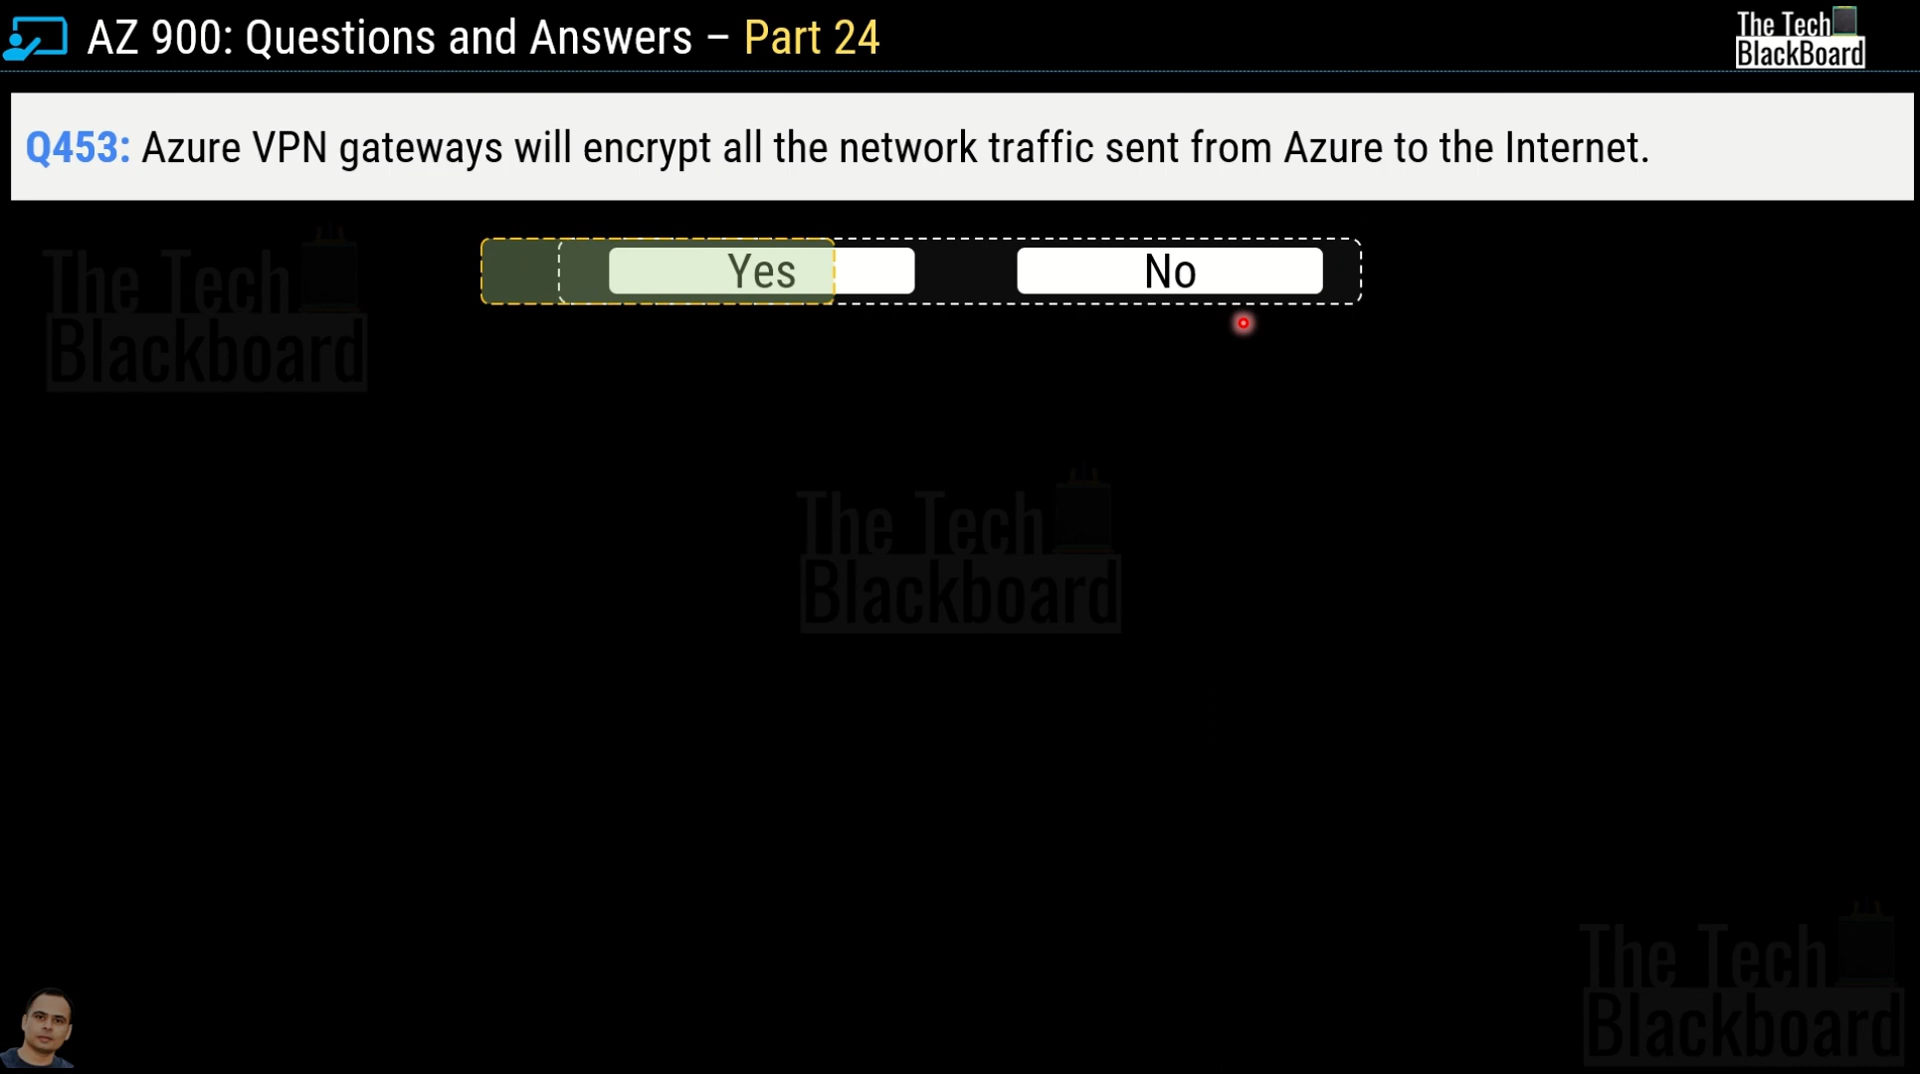 AZ 900: Questions and Answers – Part 24
The Tech
BlackBoard
Q453: Azure VPN gateways will encrypt all the network traffic sent from Azure to the Internet.
Yes
No
The Tech
Blackboard
The Tech
Blackboard
The Tech
Blackboard